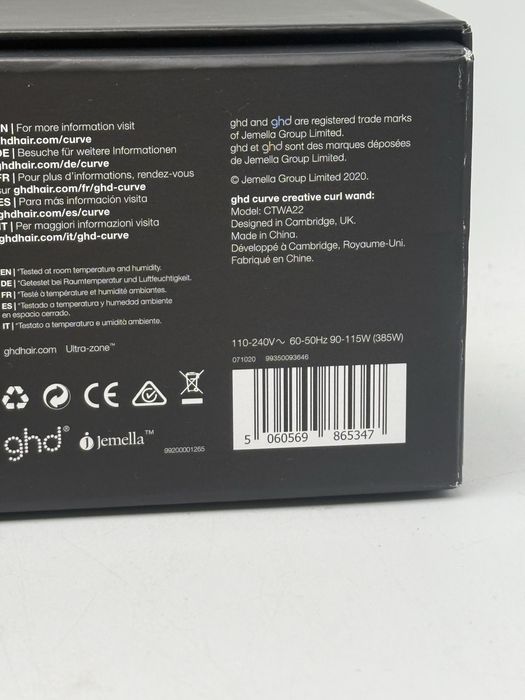 N | For more information visit
ghdhair.com/curve
DE | Besuche für weitere Informationen
ghdhair.com/de/curve
FR | Pour plus d'informations, rendez-vous
sur ghdhair.com/fr/ghd-curve
ES | Para más información visita
ghdhair.com/es/curve
IT | Per maggiori informazioni visita
ghdhair.com/it/ghd-curve
EN | *Tested at room temperature and humidity.
DE | *Getestet bei Raumtemperatur und Luftfeuchtigkeit.
FR | *Testé à température et humidité ambiantes.
ES | *Testado a temperatura y humedad ambiente
en espacio cerrado.
IT | *Testato a temperatura e umidità ambiente.
ghdhair.com Ultra-zone™
CE
ghd®
jemella™
99200001265
ghd and ghd are registered trade marks
of Jemella Group Limited.
ghd et ghd sont des marques déposées
de Jemella Group Limited.
© Jemella Group Limited 2020.
ghd curve creative curl wand:
Model: CTWA22
Designed in Cambridge, UK.
Made in China.
Développé à Cambridge, Royaume-Uni.
Fabriqué en Chine.
110-240V~ 60-50Hz 90-115W (385W)
071020 99350093646
5 060569 865347